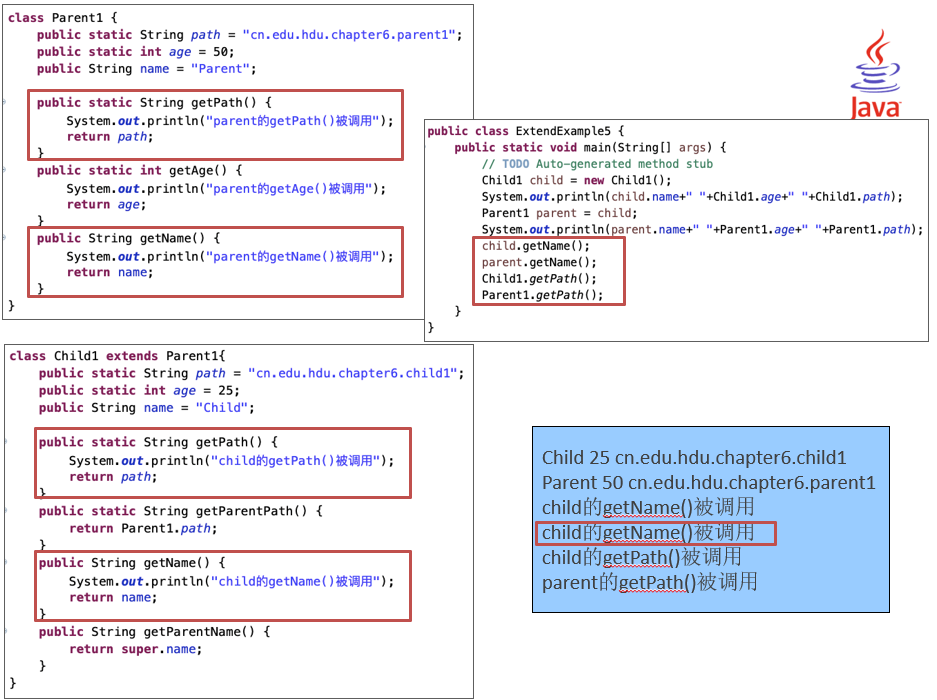 class Parent1 {
public static String path = "cn.edu.hdu.chapter6.parent1";
public static int age = 50;
public String name = "Parent";
public static String getPath() {
System.out.println("parent的getPath()被调用");
return path;
}
public static int getAge() {
System.out.println("parent的getAge()被调用");
return age;
}
public String getName() {
System.out.println("parent的getName()被调用");
return name;
}
}
Java
public class ExtendExample5 {
public static void main(String[] args) {
// TODO Auto-generated method stub
Child1 child = new Child1();
System.out.println(child.name+" "+Child1.age+" "+Child1.path);
Parent1 parent = child;
System.out.println(parent.name+" "+Parent1.age+" "+Parent1.path);
child.getName();
parent.getName();
Child1.getPath();
Parent1.getPath();
}
}
class Child1 extends Parent1{
public static String path = "cn.edu.hdu.chapter6.child1";
public static int age = 25;
public String name = "Child";
public static String getPath() {
System.out.println("child的getPath()被调用");
return path;
}
public static String getParentPath() {
return Parent1.path;
}
public String getName() {
System.out.println("child的getName()被调用");
return name;
}
public String getParentName() {
return super.name;
}
}
Child 25 cn.edu.hdu.chapter6.child1
Parent 50 cn.edu.hdu.chapter6.parent1
child的getName()被调用
child的getName()被调用
child的getPath()被调用
parent的getPath()被调用